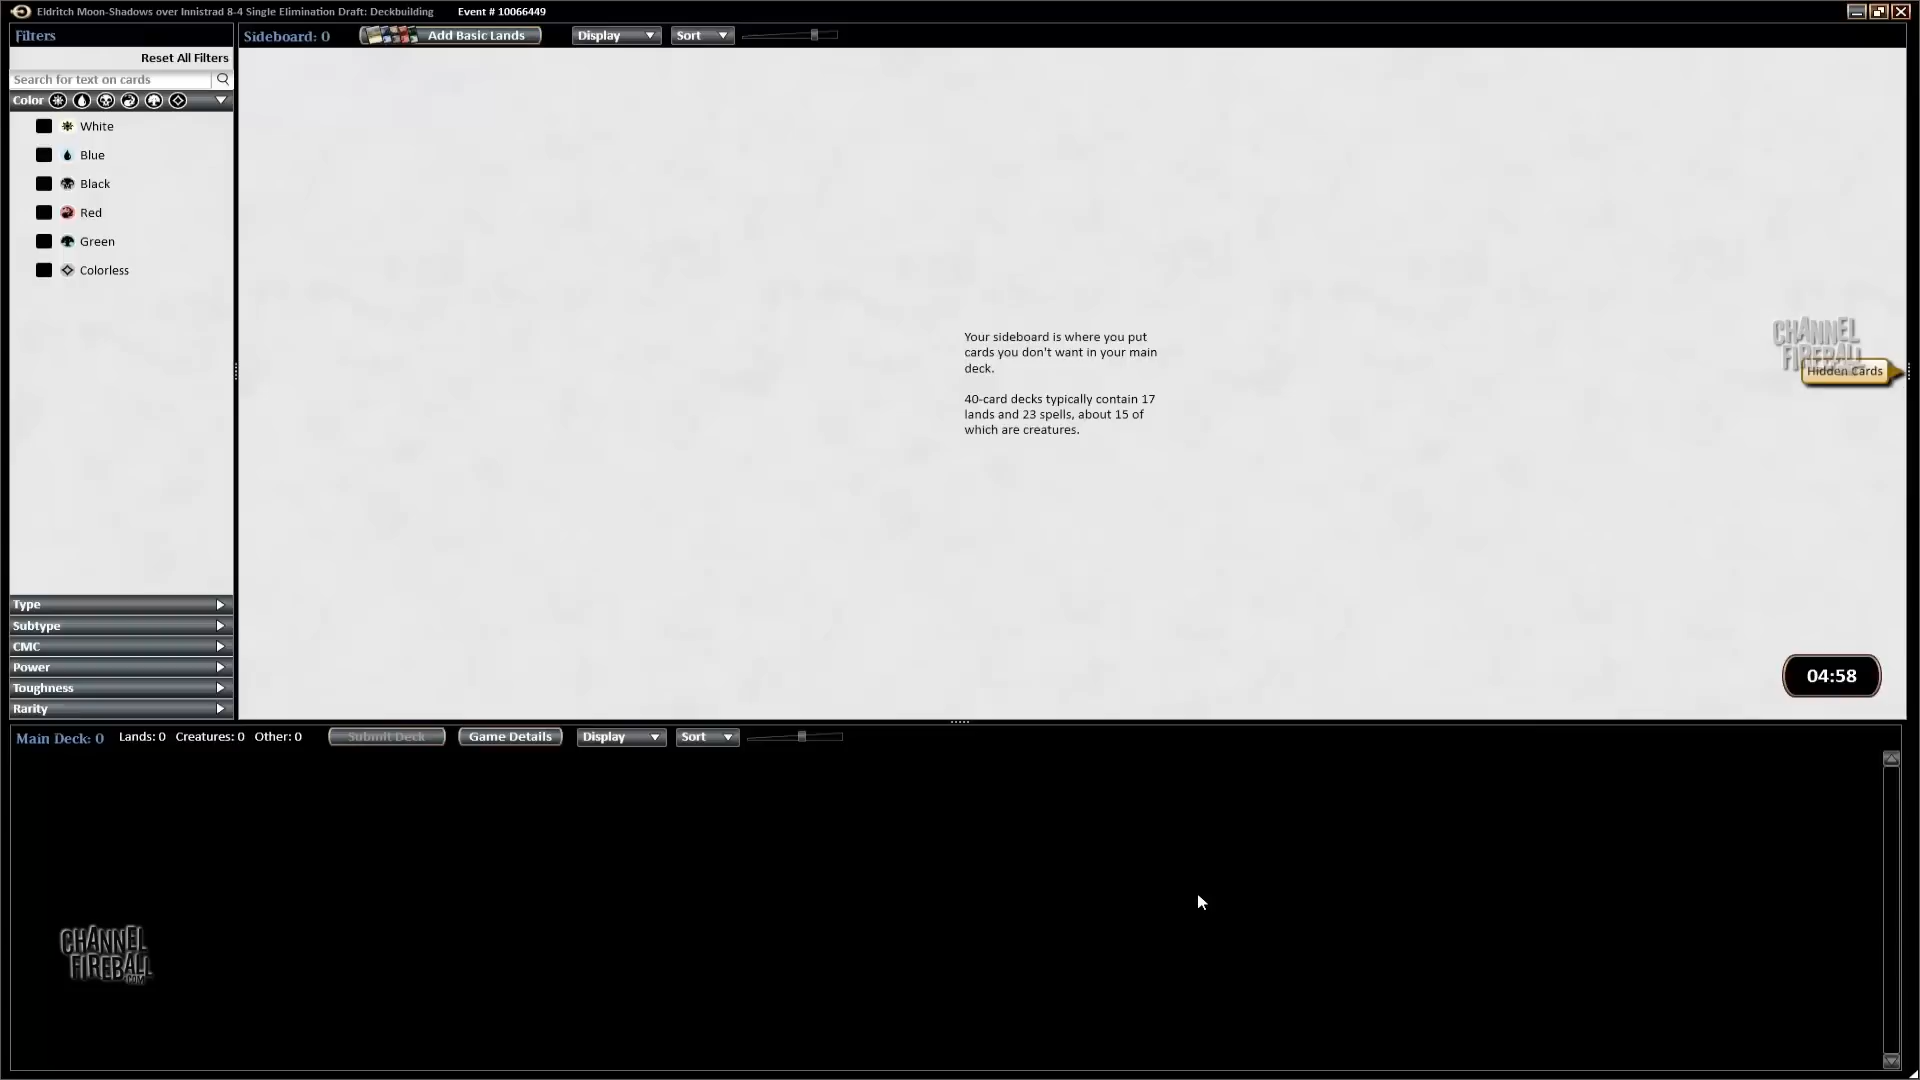 Eldritch Moon-Shadows over Innistrad 8-4 Single Elimination Draft: Deckbuilding Event # 10066449
Filters
Sideboard: 0 Add Basic Lands Display Sort
Reset All Filters
Search for text on cards
Color
White
Blue
Black
Red
Green
Colorless
Your sideboard is where you put
cards you don't want in your main
deck.
40-card decks typically contain 17
lands and 23 spells, about 15 of
which are creatures.
CHANNEL
FIREBALL
Hidden Cards
Type
Subtype
CMC
Power
Toughness
Rarity
04:58
Main Deck: 0 Lands: 0 Creatures: 0 Other: 0 Submit Deck Game Details Display Sort
CHANNEL
FIREBALL
.COM